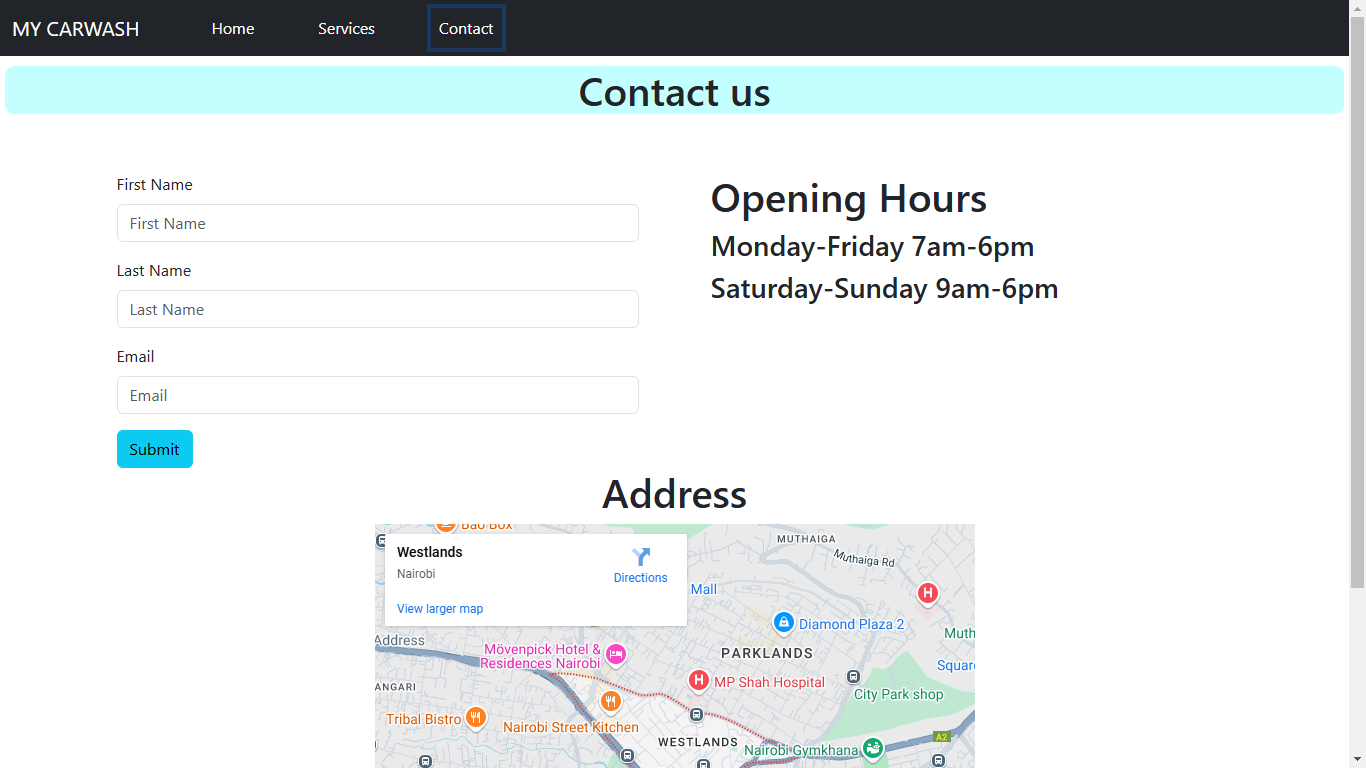 MY CARWASH Home Services Contact
Contact us
First Name
First Name
Last Name
Last Name
Email
Email
Submit
Opening Hours
Monday-Friday 7am-6pm
Saturday-Sunday 9am-6pm
Address
Bao Box
Westlands
Nairobi
Directions
View larger map
MUTHAIGA
Muthaiga Rd
Mall
H
Diamond Plaza 2
Muth
Address
Mövenpick Hotel &
Residences Nairobi
PARKLANDS
Square
ANGARI
H
MP Shah Hospital
City Park shop
Tribal Bistro
Nairobi Street Kitchen
WESTLANDS
Nairobi Gymkhana
A2